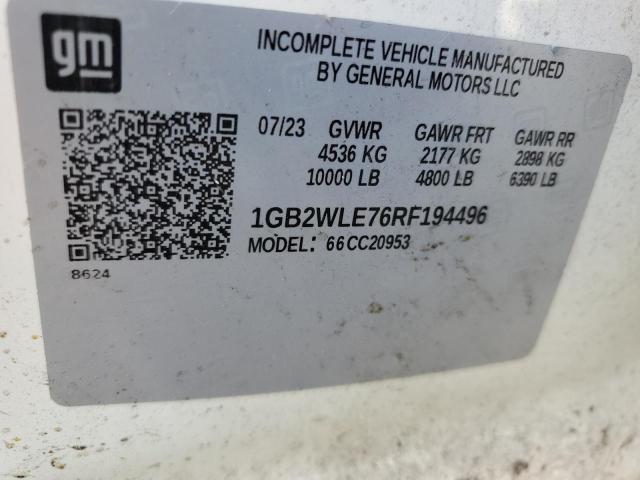 gm
INCOMPLETE VEHICLE MANUFACTURED
BY GENERAL MOTORS LLC
07/23 GVWR GAWR FRT GAWR RR
4536 KG 2177 KG 2898 KG
10000 LB 4800 LB 6390 LB
1GB2WLE76RF194496
MODEL: 66CC20953
8624